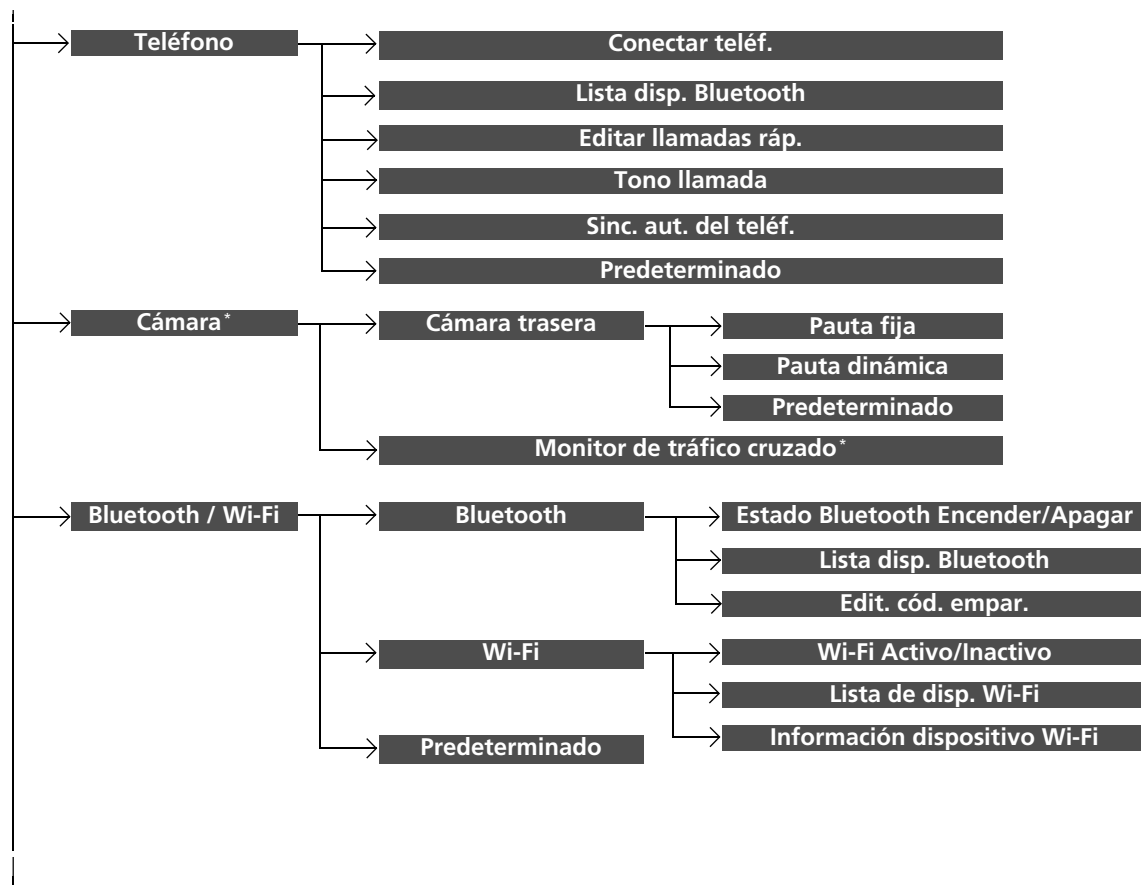 Teléfono
Conectar teléf.
Lista disp. Bluetooth
Editar llamadas ráp.
Tono llamada
Sinc. aut. del teléf.
Predeterminado
Cámara*
Cámara trasera
Pauta fija
Pauta dinámica
Predeterminado
Monitor de tráfico cruzado*
Bluetooth / Wi-Fi
Bluetooth
Estado Bluetooth Encender/Apagar
Lista disp. Bluetooth
Edit. cód. empar.
Wi-Fi
Wi-Fi Activo/Inactivo
Lista de disp. Wi-Fi
Información dispositivo Wi-Fi
Predeterminado